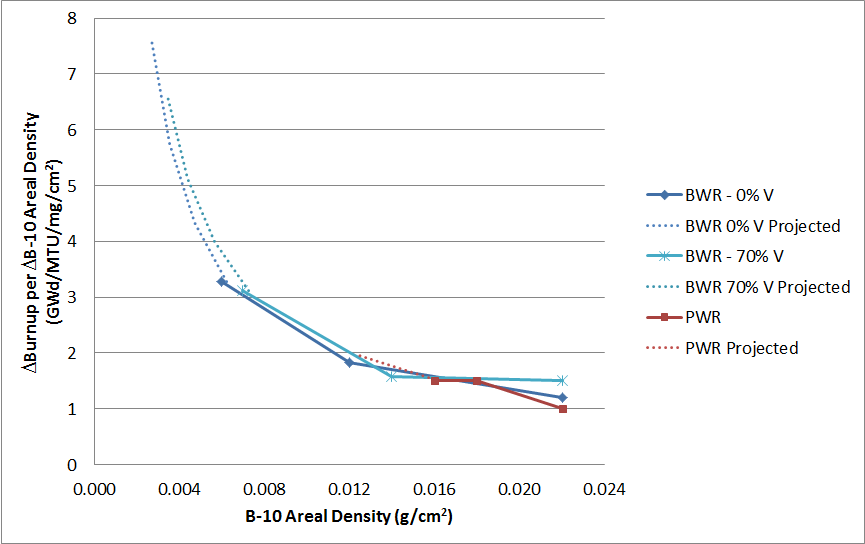 8
7
6
5
4
3
2
1
0
0.000 0.004 0.008 0.012 0.016 0.020 0.024
ΔBurnup per ΔB-10 Areal Density
(GWd/MTU/mg/cm²)
B-10 Areal Density (g/cm²)
BWR - 0% V
BWR 0% V Projected
BWR - 70% V
BWR 70% V Projected
PWR
PWR Projected